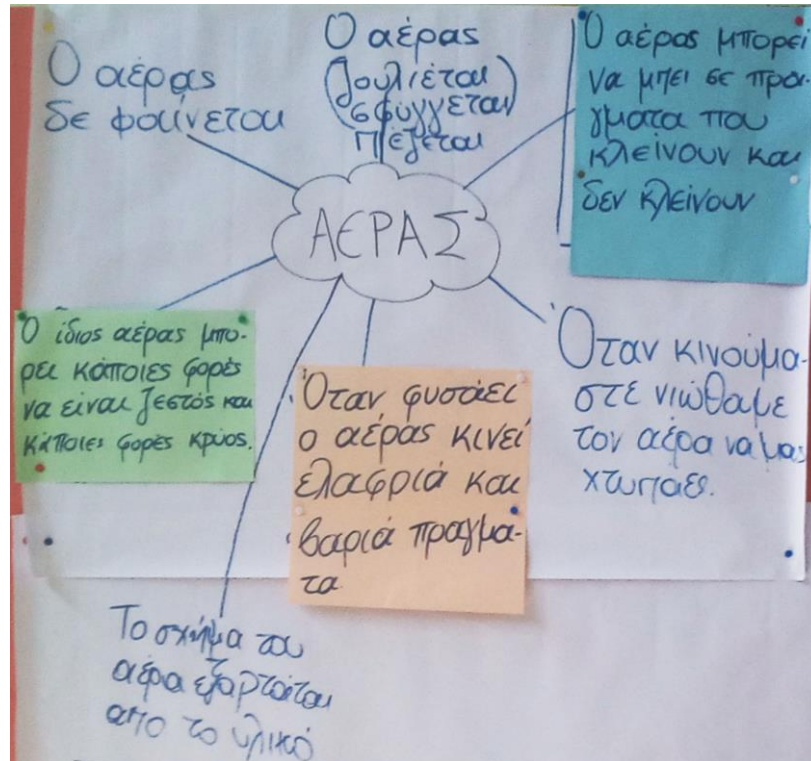 Ο αέρας
δε φαίνεται
Ο αέρας
(Ζουλιέται
σφύγγεται)
πιέζεται
Ο αέρας μπορεί
να μπει σε πρά-
γματα που
κλείνουν και
δεν κλείνουν
ΑΕΡΑΣ
Ο ίδιος αέρας μπο-
ρεί κάποιες φορές
να είναι ζεστός και
κάποιες φορές κρύος.
Όταν φυσάει
ο αέρας κινεί
ελαφριά και
βαριά πράγμα-
τα
Όταν κινούμα-
στε νιώθαμε
τον αέρα να μας
χτυπάει.
Το σχήμα του
αέρα εξαρτάται
από το υλικό